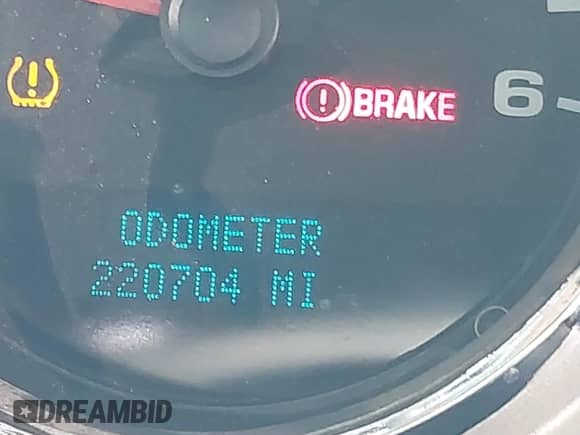 BRAKE
6
ODOMETER
220704 MI
DREAMBID